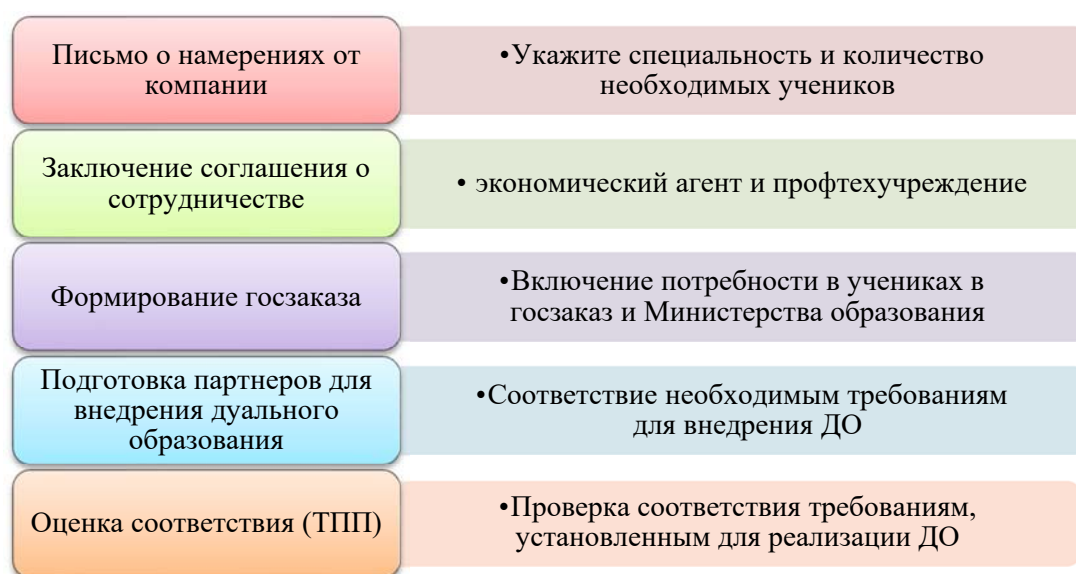 Письмо о намерениях от
компании
•Укажите специальность и количество
необходимых учеников
Заключение соглашения о
сотрудничестве
• экономический агент и профтехучреждение
Формирование госзаказа
•Включение потребности в учениках в
госзаказ и Министерства образования
Подготовка партнеров для
внедрения дуального
образования
•Соответствие необходимым требованиям
для внедрения ДО
Оценка соответствия (ТПП)
•Проверка соответствия требованиям,
установленным для реализации ДО